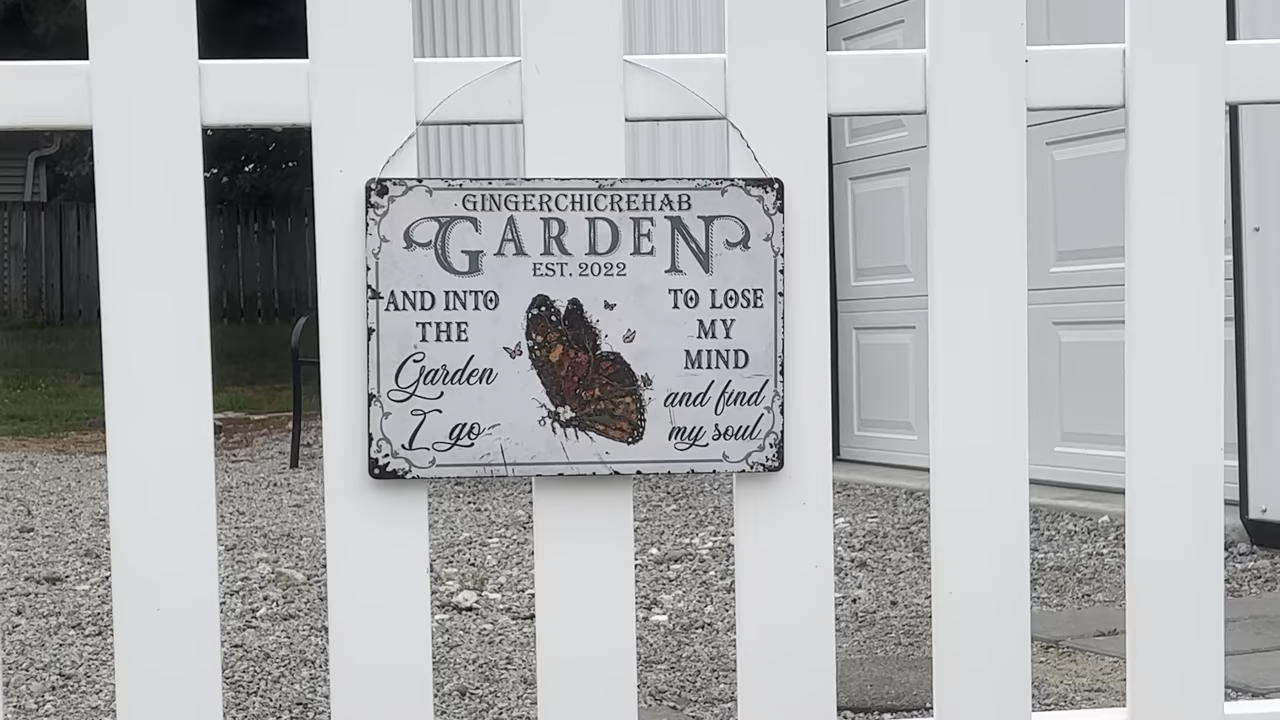 GINGERCHICREHAB
GARDEN
EST. 2022
AND INTO
THE
Garden
I go
TO LOSE
MY
MIND
and find
my soul